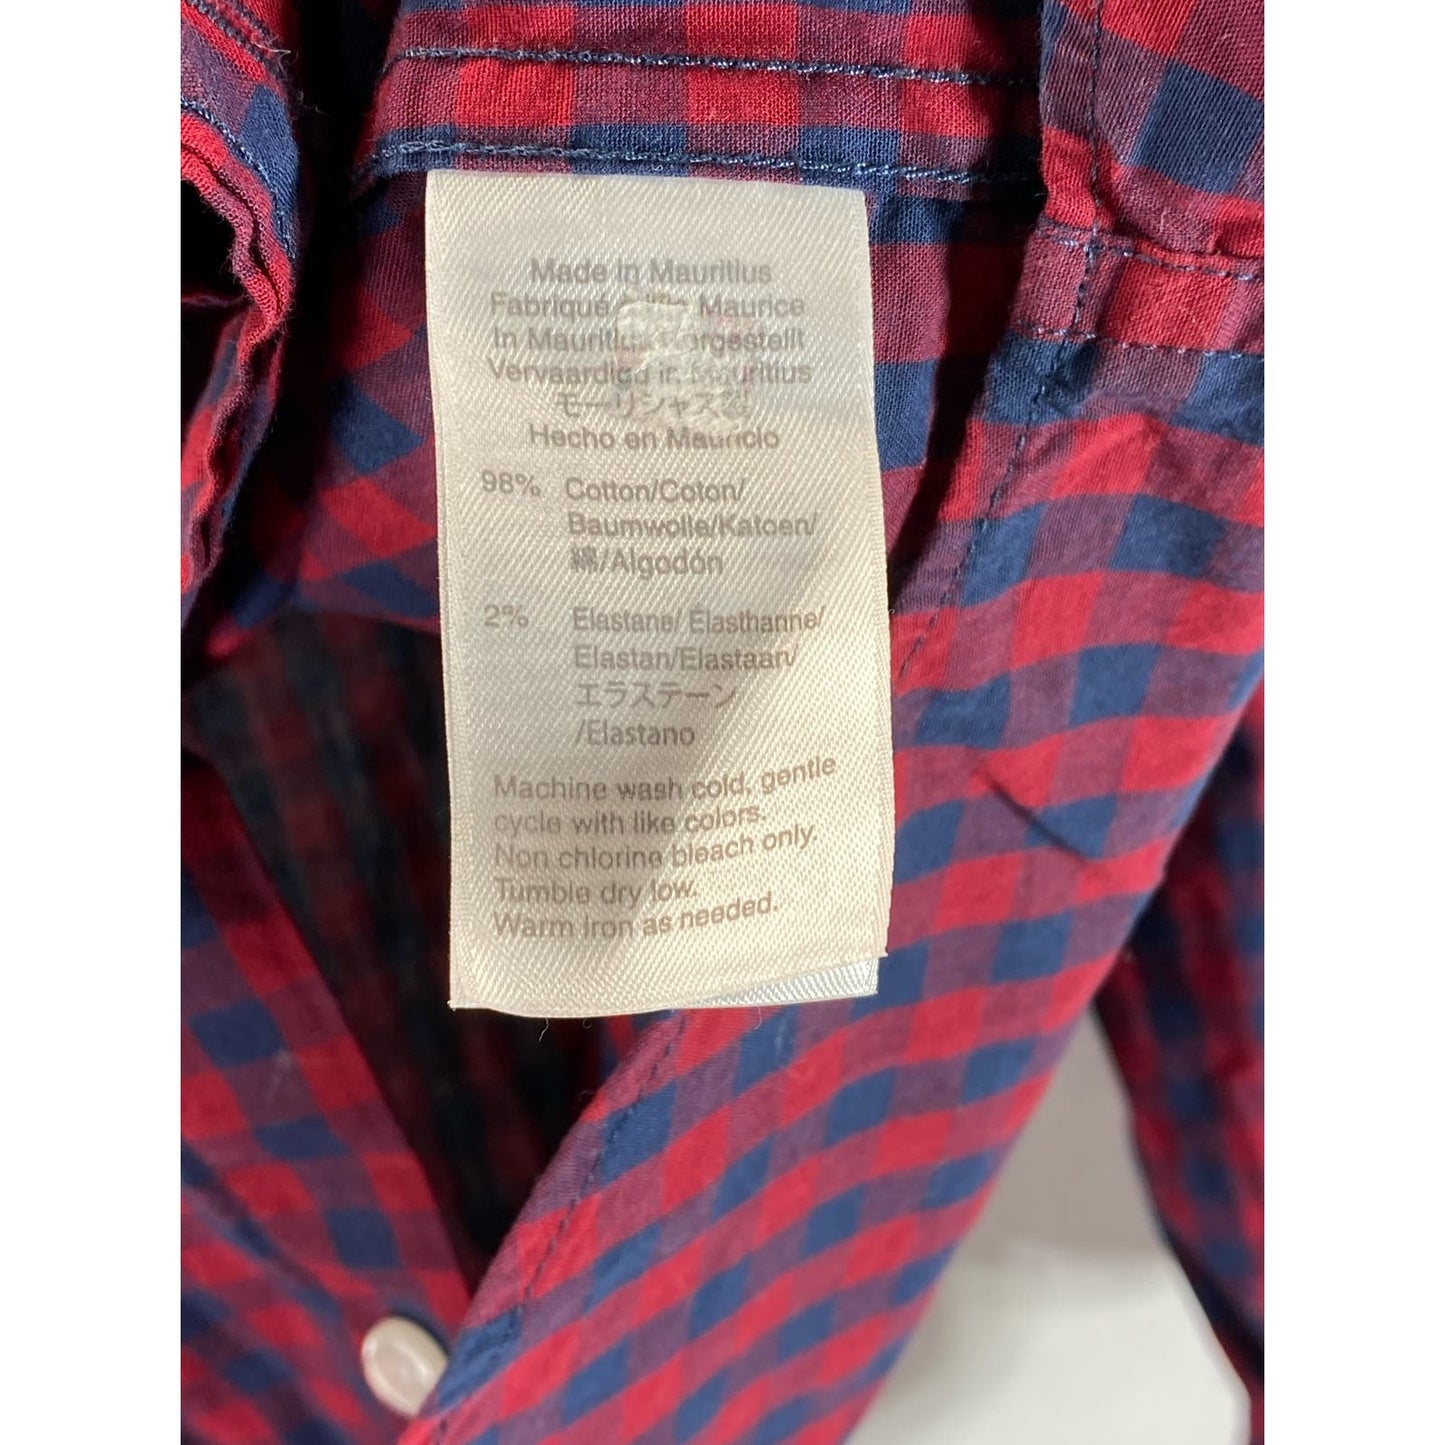 Made in Mauritius
Fabriqué à l'île Maurice
In Mauritius hergestellt
Vervaardigd in Mauritius
モーリシャス製
Hecho en Mauricio
98% Cotton/Coton/
Baumwolle/Katoen/
綿/Algodón
2% Elastane/ Elasthanne/
Elastan/Elastaan/
エラステーン
/Elastano
Machine wash cold, gentle
cycle with like colors.
Non chlorine bleach only.
Tumble dry low.
Warm iron as needed.